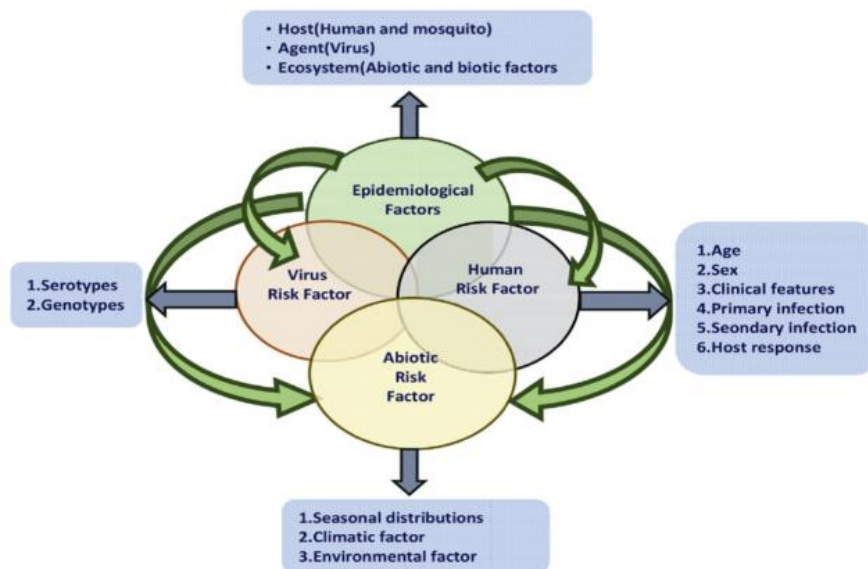 • Host(Human and mosquito)
• Agent(Virus)
• Ecosystem(Abiotic and biotic factors
Epidemiological
Factors
Virus
Risk Factor
Human
Risk Factor
Abiotic
Risk
Factor
1.Serotypes
2.Genotypes
1.Age
2.Sex
3.Clinical features
4.Primary infection
5.Seondary infection
6.Host response
1.Seasonal distributions
2.Climatic factor
3.Environmental factor